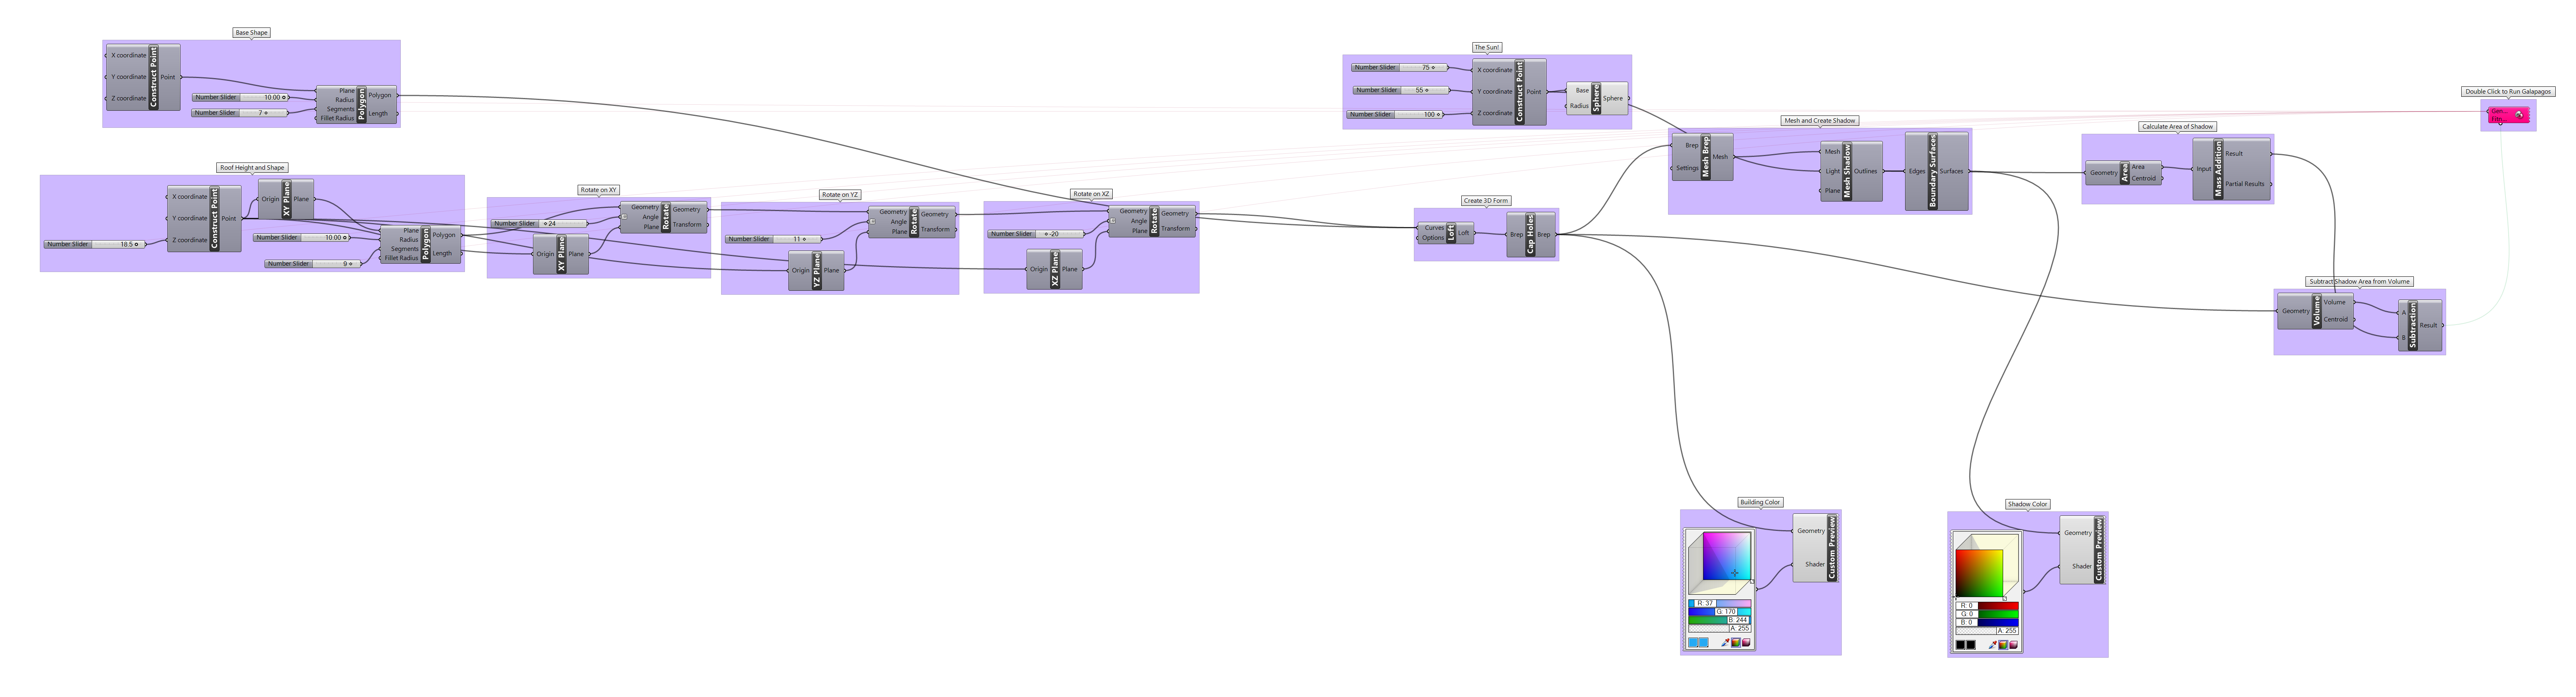 Base Shape
X coordinate
Y coordinate
Z coordinate
Construct Point
Point
Number Slider 10.00
Number Slider 7
Plane
Radius
Segments
Fillet Radius
Polygon
Polygon
Length
Roof Height and Shape
Number Slider 18.5
X coordinate
Y coordinate
Z coordinate
Construct Point
Point
Origin
XY Plane
Plane
Number Slider 10.00
Number Slider 9
Plane
Radius
Segments
Fillet Radius
Polygon
Polygon
Length
Rotate on XY
Number Slider 24
Origin
XY Plane
Plane
Geometry
Angle
Plane
Rotate
Geometry
Transform
Rotate on YZ
Number Slider 11
Origin
YZ Plane
Plane
Geometry
Angle
Plane
Rotate
Geometry
Transform
Rotate on XZ
Number Slider -20
Origin
XZ Plane
Plane
Geometry
Angle
Plane
Rotate
Geometry
Transform
The Sun!
Number Slider 75
Number Slider 55
Number Slider 100
X coordinate
Y coordinate
Z coordinate
Construct Point
Point
Base
Radius
Sphere
Sphere
Create 3D Form
Curves
Options
Loft
Loft
Brep
Cap Holes
Brep
Mesh and Create Shadow
Brep
Settings
Mesh Brep
Mesh
Mesh
Light
Plane
Mesh Shadow
Outlines
Edges
Boundary Surfaces
Surfaces
Calculate Area of Shadow
Geometry
Area
Area
Centroid
Input
Mass Addition
Result
Partial Results
Subtract Shadow Area from Volume
Geometry
Volume
Volume
Centroid
A
B
Subtraction
Result
Double Click to Run Galapagos
Building Color
R: 37
G: 170
B: 244
A: 255
Geometry
Shader
Custom Preview
Shadow Color
R: 0
G: 0
B: 0
A: 255
Geometry
Shader
Custom Preview